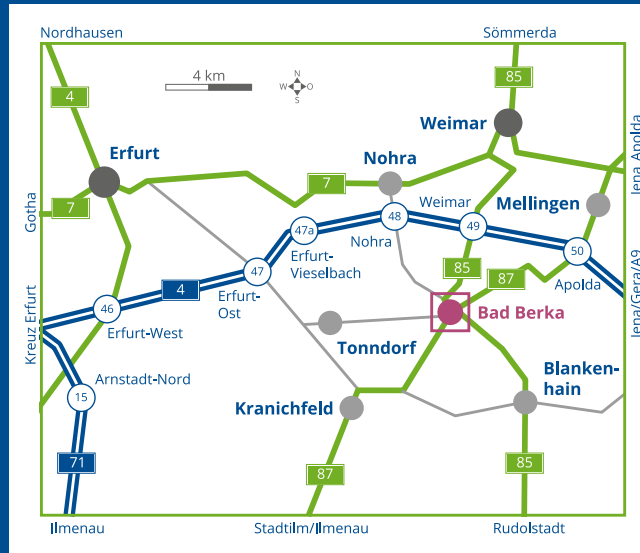 Nordhausen
Sömmerda
4 km
N
W O
S
85
4
Weimar
Erfurt
Nohra
Jena Apolda
7
7
Gotha
Weimar
Mellingen
47a
48
49
Nohra
Erfurt-
Vieselbach
50
47
85
87
4
Erfurt-
Ost
Apolda
Jena/Gera/A9
46
Erfurt-West
Kreuz Erfurt
Bad Berka
Tonndorf
Blanken-
hain
Arnstadt-Nord
15
Kranichfeld
71
87
85
Ilmenau
Stadtilm/Ilmenau
Rudolstadt